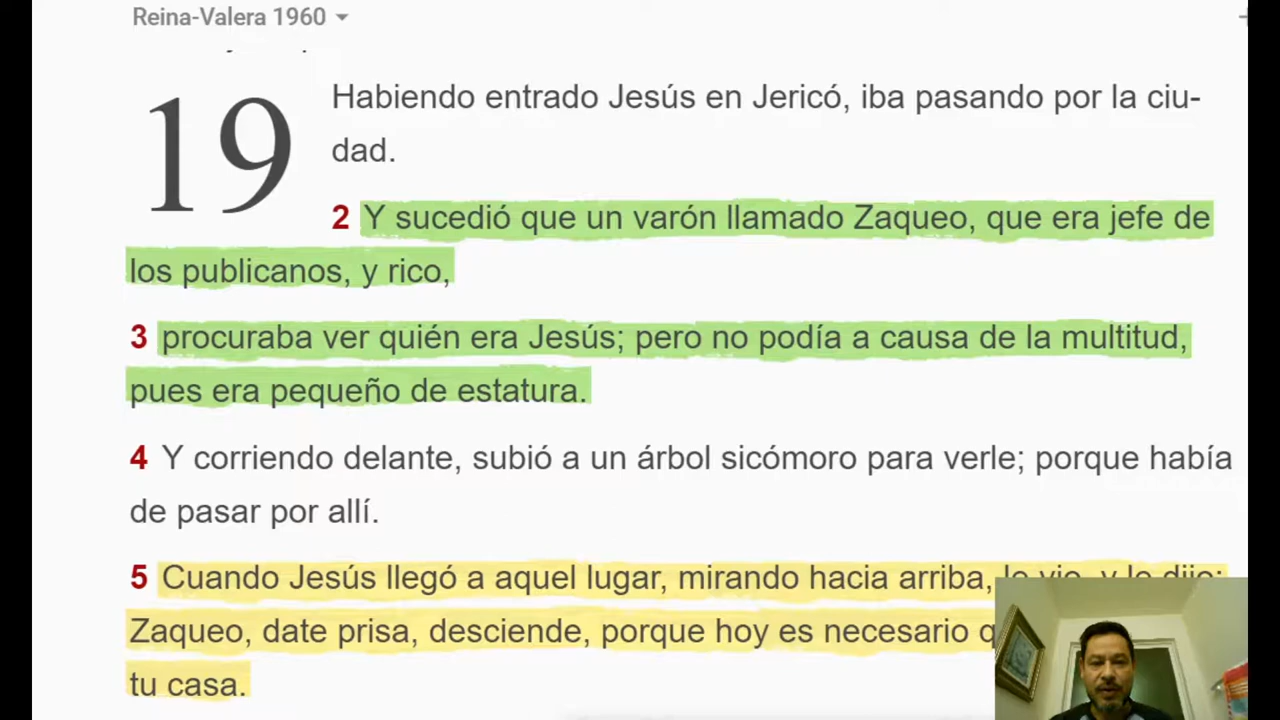 Reina-Valera 1960
19
Habiendo entrado Jesús en Jericó, iba pasando por la ciu-
dad.
2 Y sucedió que un varón llamado Zaqueo, que era jefe de
los publicanos, y rico,
3 procuraba ver quién era Jesús; pero no podía a causa de la multitud,
pues era pequeño de estatura.
4 Y corriendo delante, subió a un árbol sicómoro para verle; porque había
de pasar por allí.
5 Cuando Jesús llegó a aquel lugar, mirando hacia arriba, le vio, y le dijo:
Zaqueo, date prisa, desciende, porque hoy es necesario
tu casa.